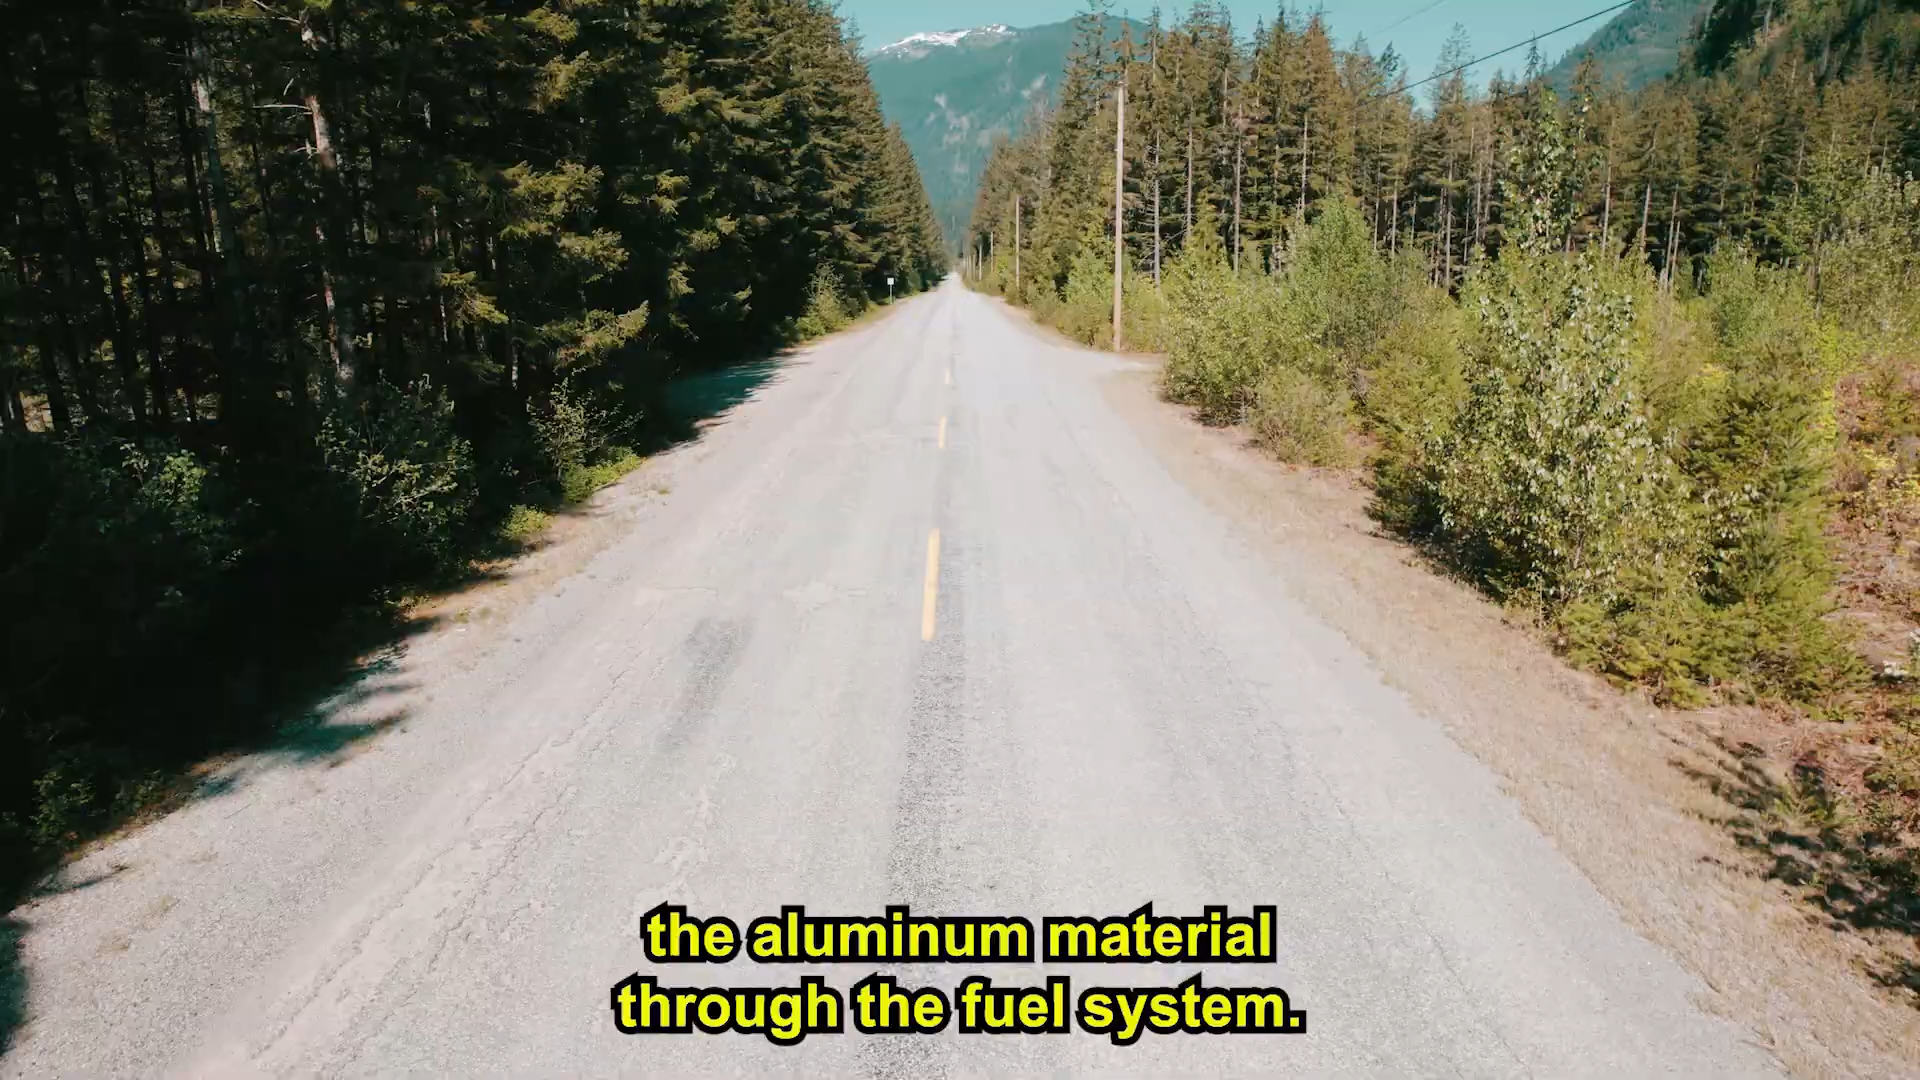 the aluminum material
through the fuel system.